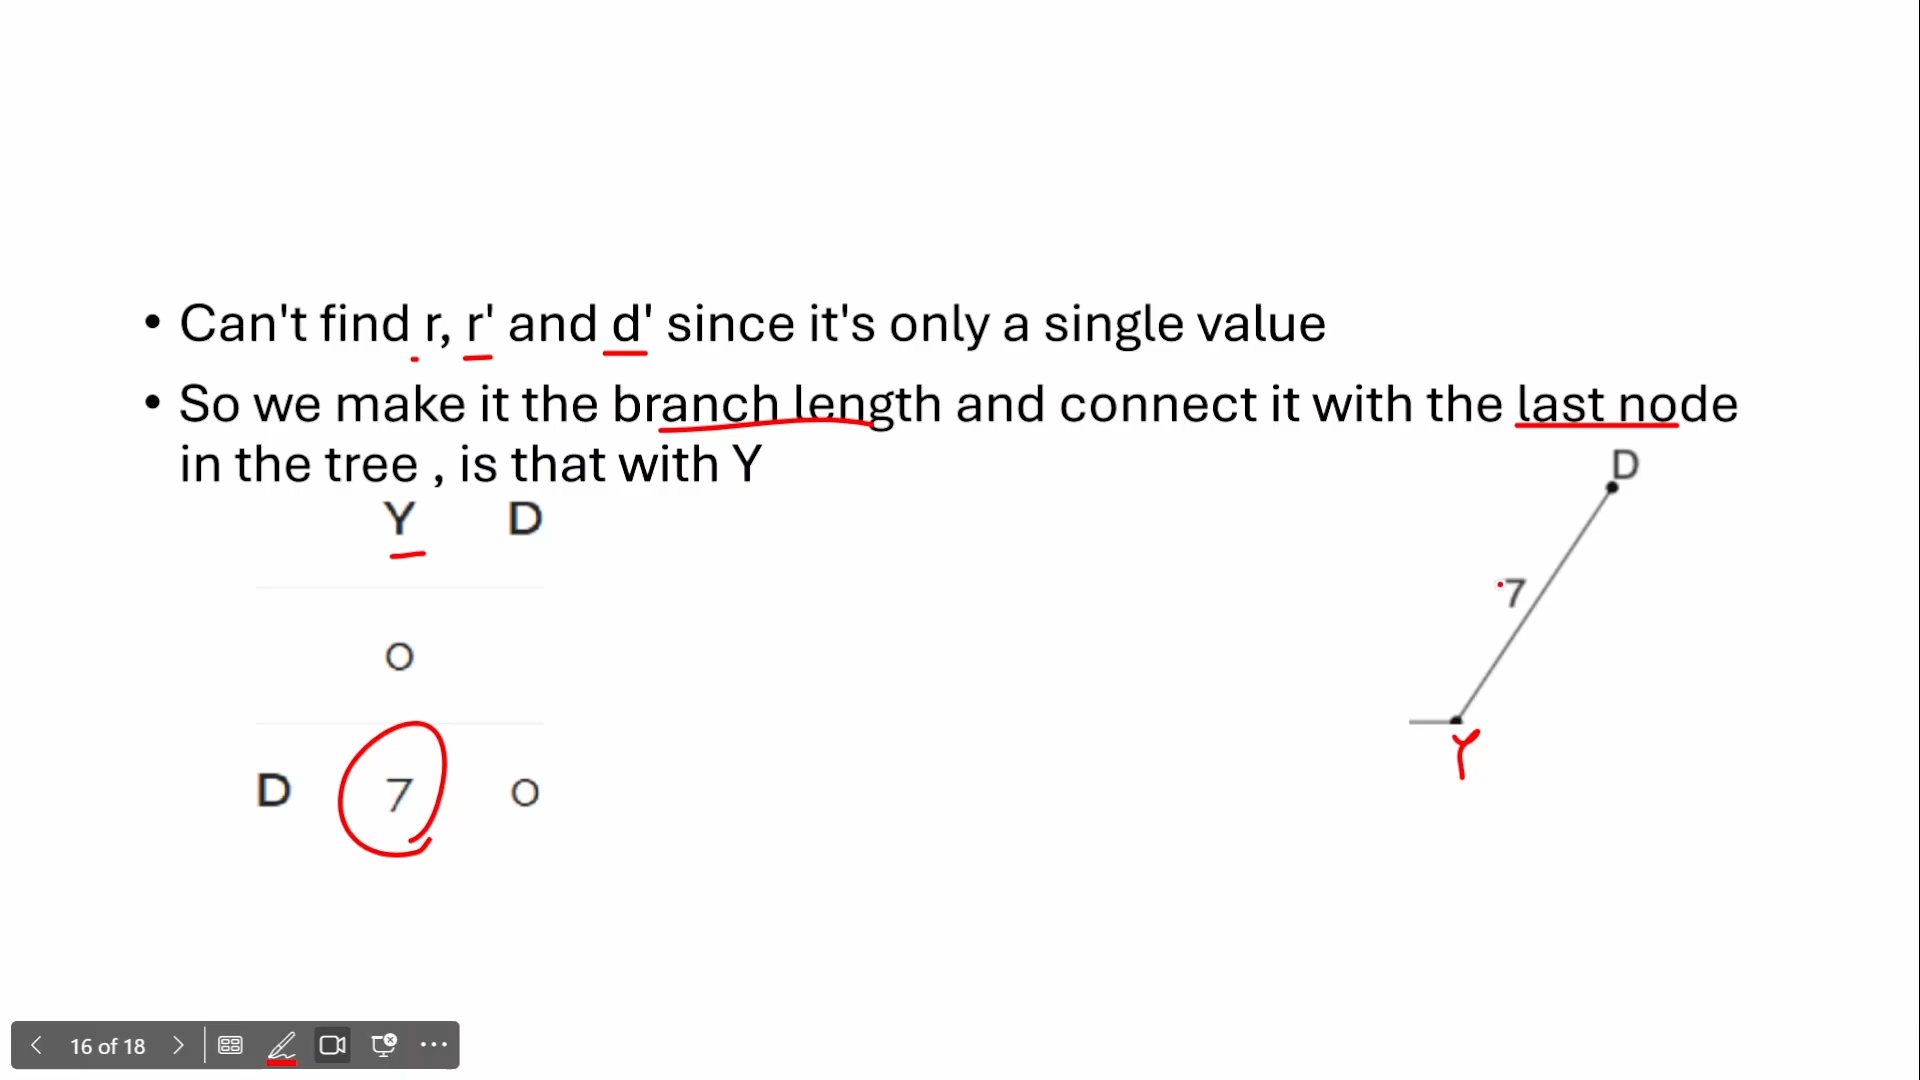 • Can't find r, r' and d' since it's only a single value
• So we make it the branch length and connect it with the last node
in the tree , is that with Y
Y D
0
D 7 0
D
7
Y
16 of 18